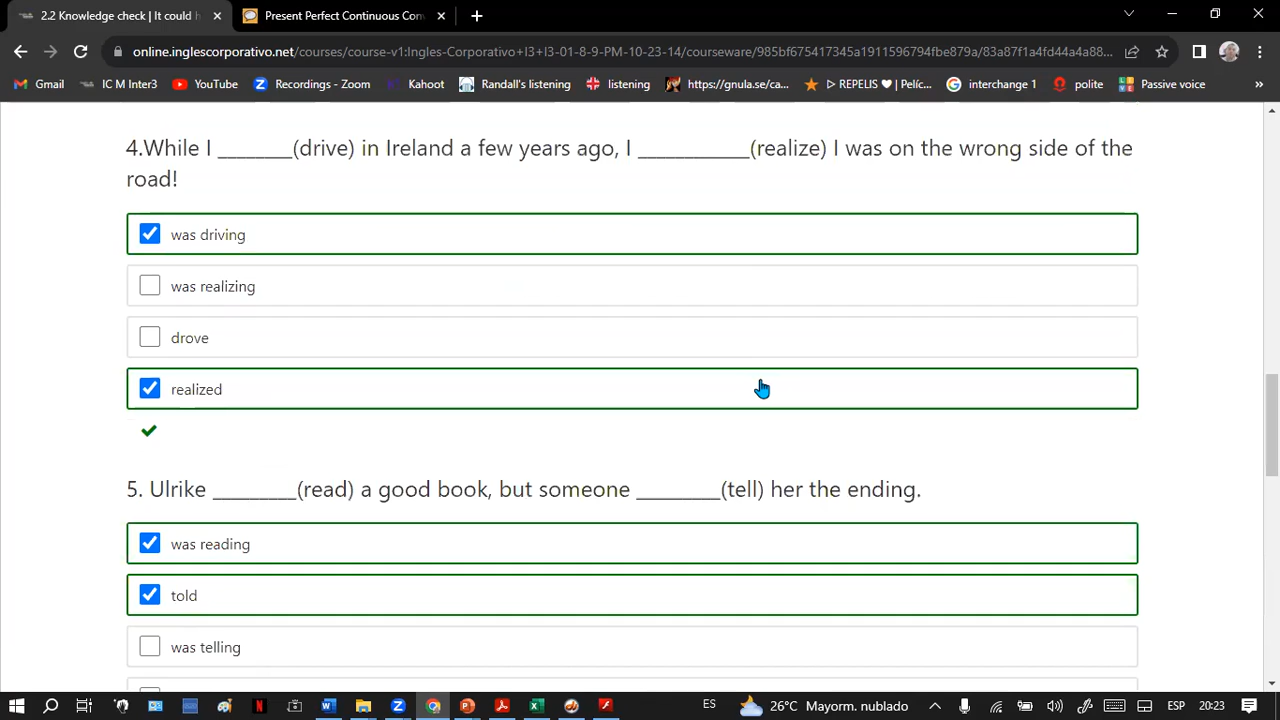 2.2 Knowledge check | It could h
Present Perfect Continuous Con
online.inglescorporativo.net/courses/course-v1:Ingles-Corporativo+I3+I3-01-8-9-PM-10-23-14/courseware/985bf675417345a1911596794fbe879a/83a87f1a4fd44a4a88...
Gmail IC M Inter3 YouTube Recordings - Zoom Kahoot Randall's listening listening https://gnula.se/ca... ▷ REPELIS ♥ | Pelíc... interchange 1 polite Passive voice »
4.While I ________(drive) in Ireland a few years ago, I ____________(realize) I was on the wrong side of the
road!
was driving
was realizing
drove
realized
5. Ulrike _________(read) a good book, but someone _________(tell) her the ending.
was reading
told
was telling
ES 26°C Mayorm. nublado ESP 20:23